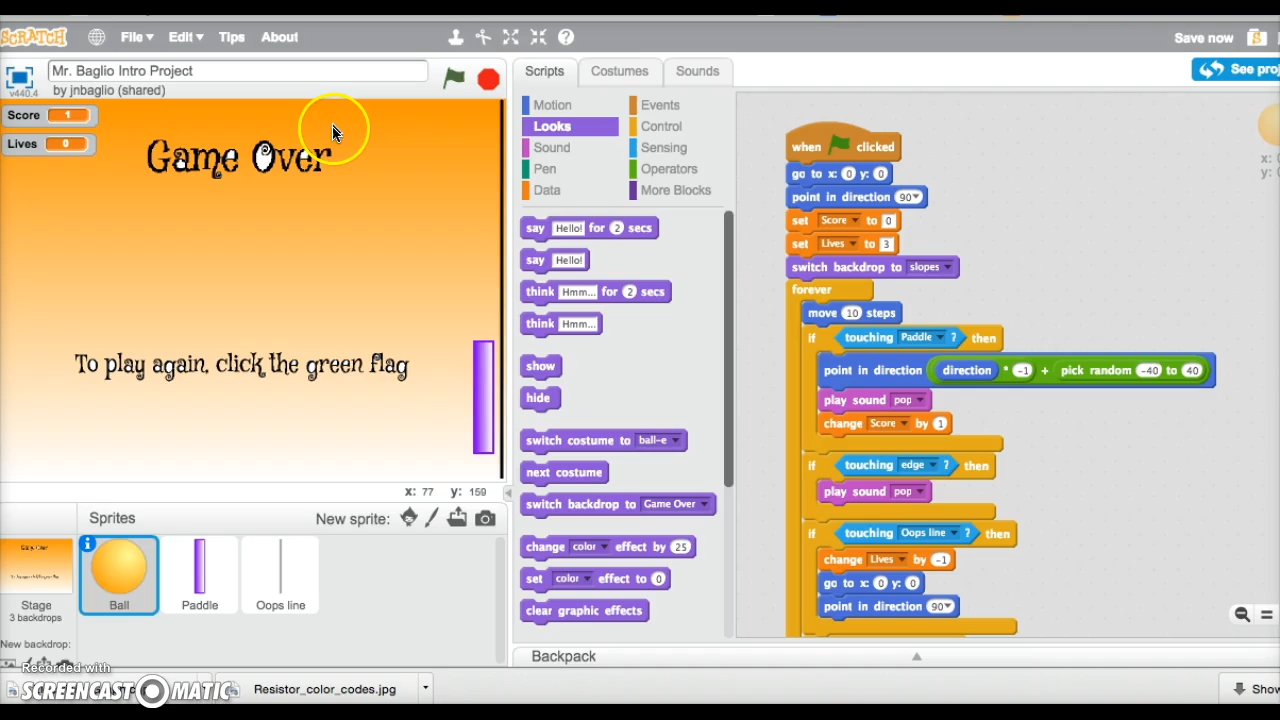 SCRATCH File Edit Tips About Save now
Mr. Baglio Intro Project
by jnbaglio (shared)
v440.4
Score 1
Lives 0
Game Over
To play again, click the green flag
x: 77 y: 159
Sprites New sprite:
Stage
3 backdrops
New backdrop:
Ball
Paddle
Oops line
Scripts Costumes Sounds
See proj
Motion Events
Looks Control
Sound Sensing
Pen Operators
Data More Blocks
say Hello! for 2 secs
say Hello!
think Hmm... for 2 secs
think Hmm...
show
hide
switch costume to ball-e
next costume
switch backdrop to Game Over
change color effect by 25
set color effect to 0
clear graphic effects
when clicked
go to x: 0 y: 0
point in direction 90
set Score to 0
set Lives to 3
switch backdrop to slopes
forever
move 10 steps
if touching Paddle ? then
point in direction direction * -1 + pick random -40 to 40
play sound pop
change Score by 1
if touching edge ? then
play sound pop
if touching Oops line ? then
change Lives by -1
go to x: 0 y: 0
point in direction 90
x:
y:
Backpack
Recorded with
SCREENCAST MATIC
Resistor_color_codes.jpg
Show